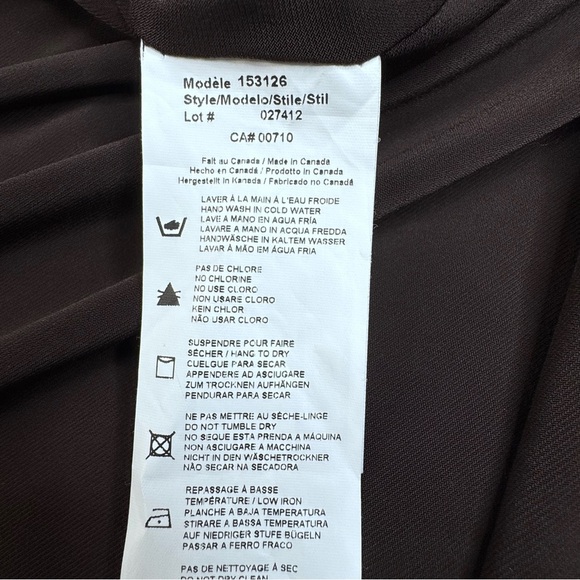 Modèle 153126
Style/Modelo/Stile/Stil
Lot # 027412
CA# 00710
Fait au Canada / Made in Canada
Hecho en Canadá / Prodotto in Canada
Hergestellt in Kanada / Fabricado no Canadá
LAVER À LA MAIN À L'EAU FROIDE
HAND WASH IN COLD WATER
LAVE A MANO EN AGUA FRÍA
LAVARE A MANO IN ACQUA FREDDA
HANDWÄSCHE IN KALTEM WASSER
LAVAR À MÃO EM ÁGUA FRIA
PAS DE CHLORE
NO CHLORINE
NO USE CLORO
NON USARE CLORO
KEIN CHLOR
NÃO USAR CLORO
SUSPENDRE POUR FAIRE
SÉCHER / HANG TO DRY
CUELGUE PARA SECAR
APPENDERE AD ASCIUGARE
ZUM TROCKNEN AUFHÄNGEN
PENDURAR PARA SECAR
NE PAS METTRE AU SÈCHE-LINGE
DO NOT TUMBLE DRY
NO SEQUE ESTA PRENDA A MÁQUINA
NON ASCIUGARE A MACCHINA
NICHT IN DEN WÄSCHETROCKNER
NÃO SECAR NA SECADORA
REPASSAGE À BASSE
TEMPÉRATURE / LOW IRON
PLANCHE A BAJA TEMPERATURA
STIRARE A BASSA TEMPERATURA
AUF NIEDRIGER STUFE BÜGELN
PASSAR A FERRO FRACO
PAS DE NETTOYAGE À SEC
DO NOT DRY CLEAN